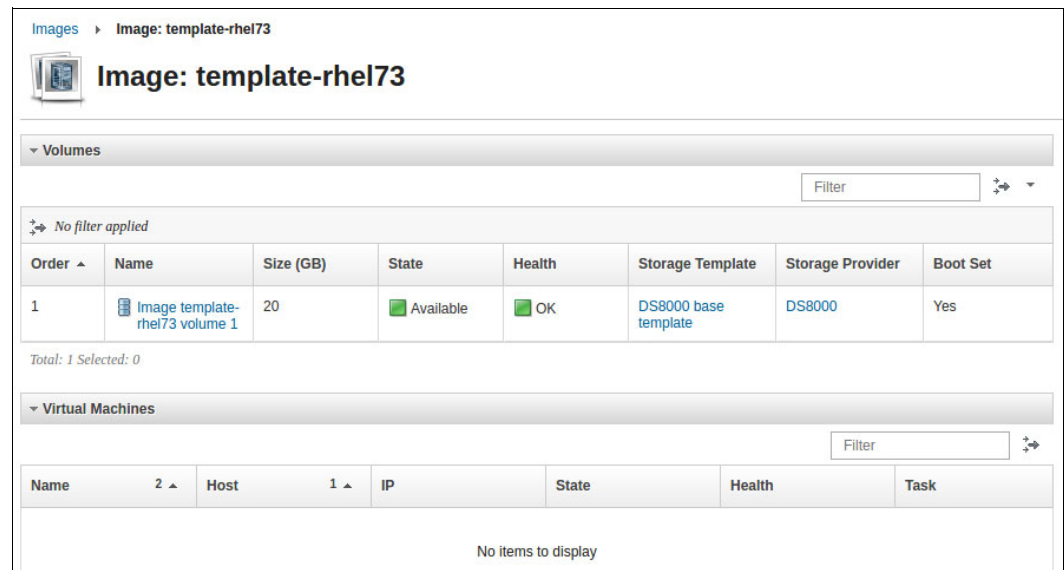 Images Image: template-rhel73
Image: template-rhel73
Volumes
Filter
No filter applied
Order Name Size (GB) State Health Storage Template Storage Provider Boot Set
1 Image template- 20 Available OK DS8000 base DS8000 Yes
rhel73 volume 1 template
Total: 1 Selected: 0
Virtual Machines
Filter
Name 2 Host 1 IP State Health Task
No items to display